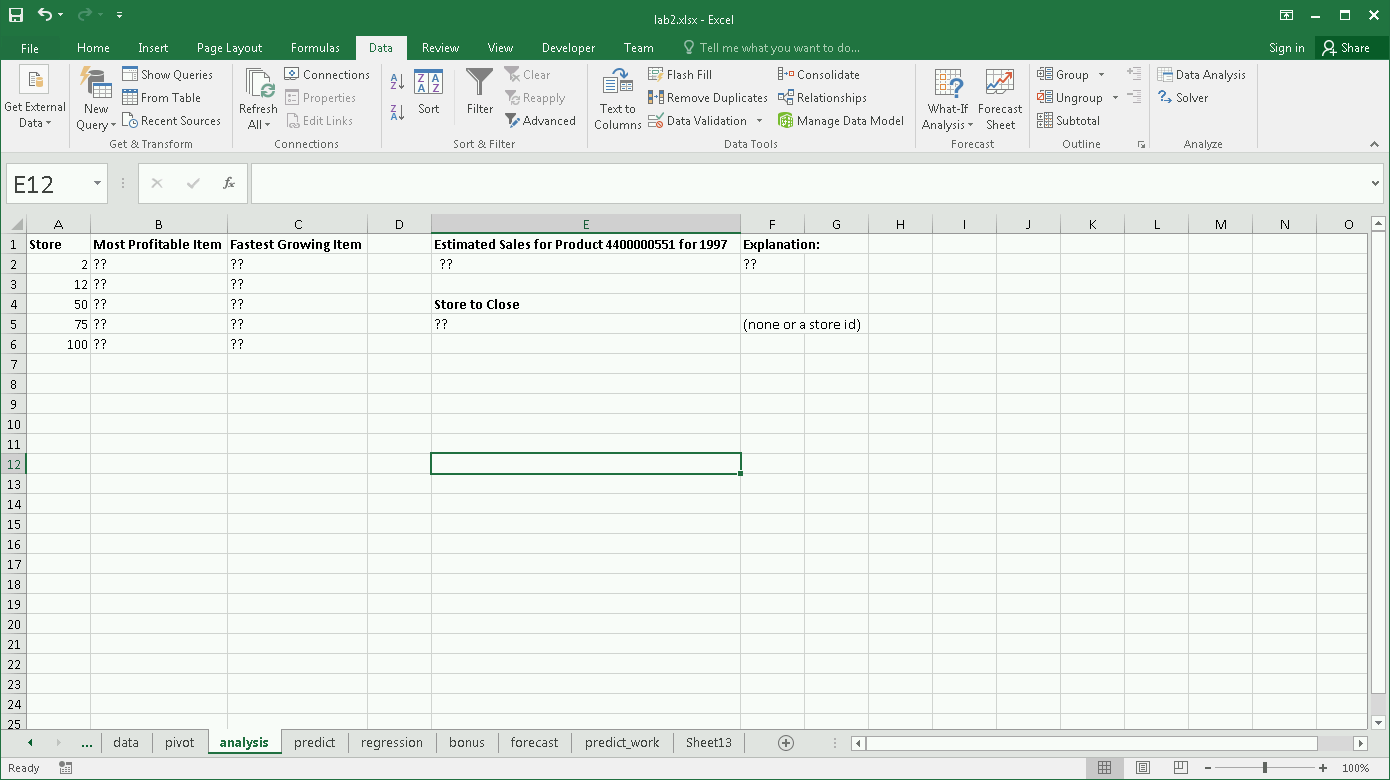 lab2.xlsx - Excel
File Home Insert Page Layout Formulas Data Review View Developer Team Tell me what you want to do... Sign in Share
Get External Data
New Query
Show Queries
From Table
Recent Sources
Get & Transform
Refresh All
Connections
Properties
Edit Links
Connections
A Z
Z A
Z A A Z
Sort
Filter
Clear
Reapply
Advanced
Sort & Filter
Text to Columns
Flash Fill
Remove Duplicates
Data Validation
Consolidate
Relationships
Manage Data Model
Data Tools
What-If Analysis
Forecast Sheet
Forecast
Group
Ungroup
Subtotal
Outline
Data Analysis
Solver
Analyze
E12 fx
A B C D E F G H I J K L M N O
1 Store Most Profitable Item Fastest Growing Item Estimated Sales for Product 4400000551 for 1997 Explanation:
2 2 ?? ?? ?? ??
3 12 ?? ??
4 50 ?? ?? Store to Close
5 75 ?? ?? ?? (none or a store id)
6 100 ?? ??
7
8
9
10
11
12
13
14
15
16
17
18
19
20
21
22
23
24
25
... data pivot analysis predict regression bonus forecast predict_work Sheet13
Ready 100%